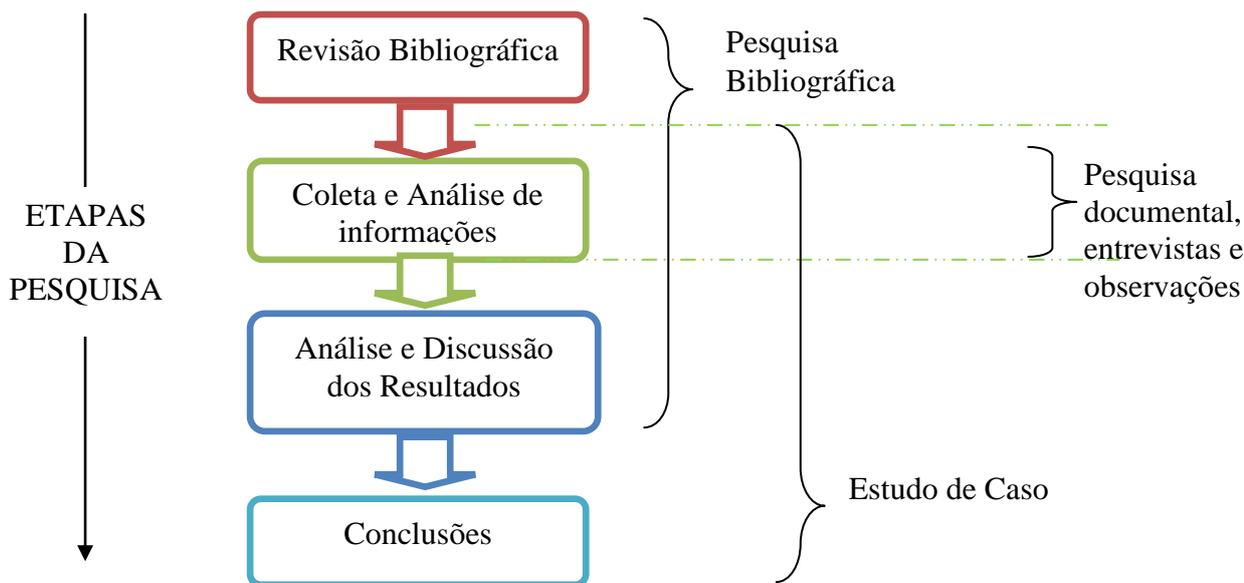 ETAPAS
DA
PESQUISA
Revisão Bibliográfica
Coleta e Análise de
informações
Análise e Discussão
dos Resultados
Conclusões
Pesquisa
Bibliográfica
Pesquisa
documental,
entrevistas e
observações
Estudo de Caso